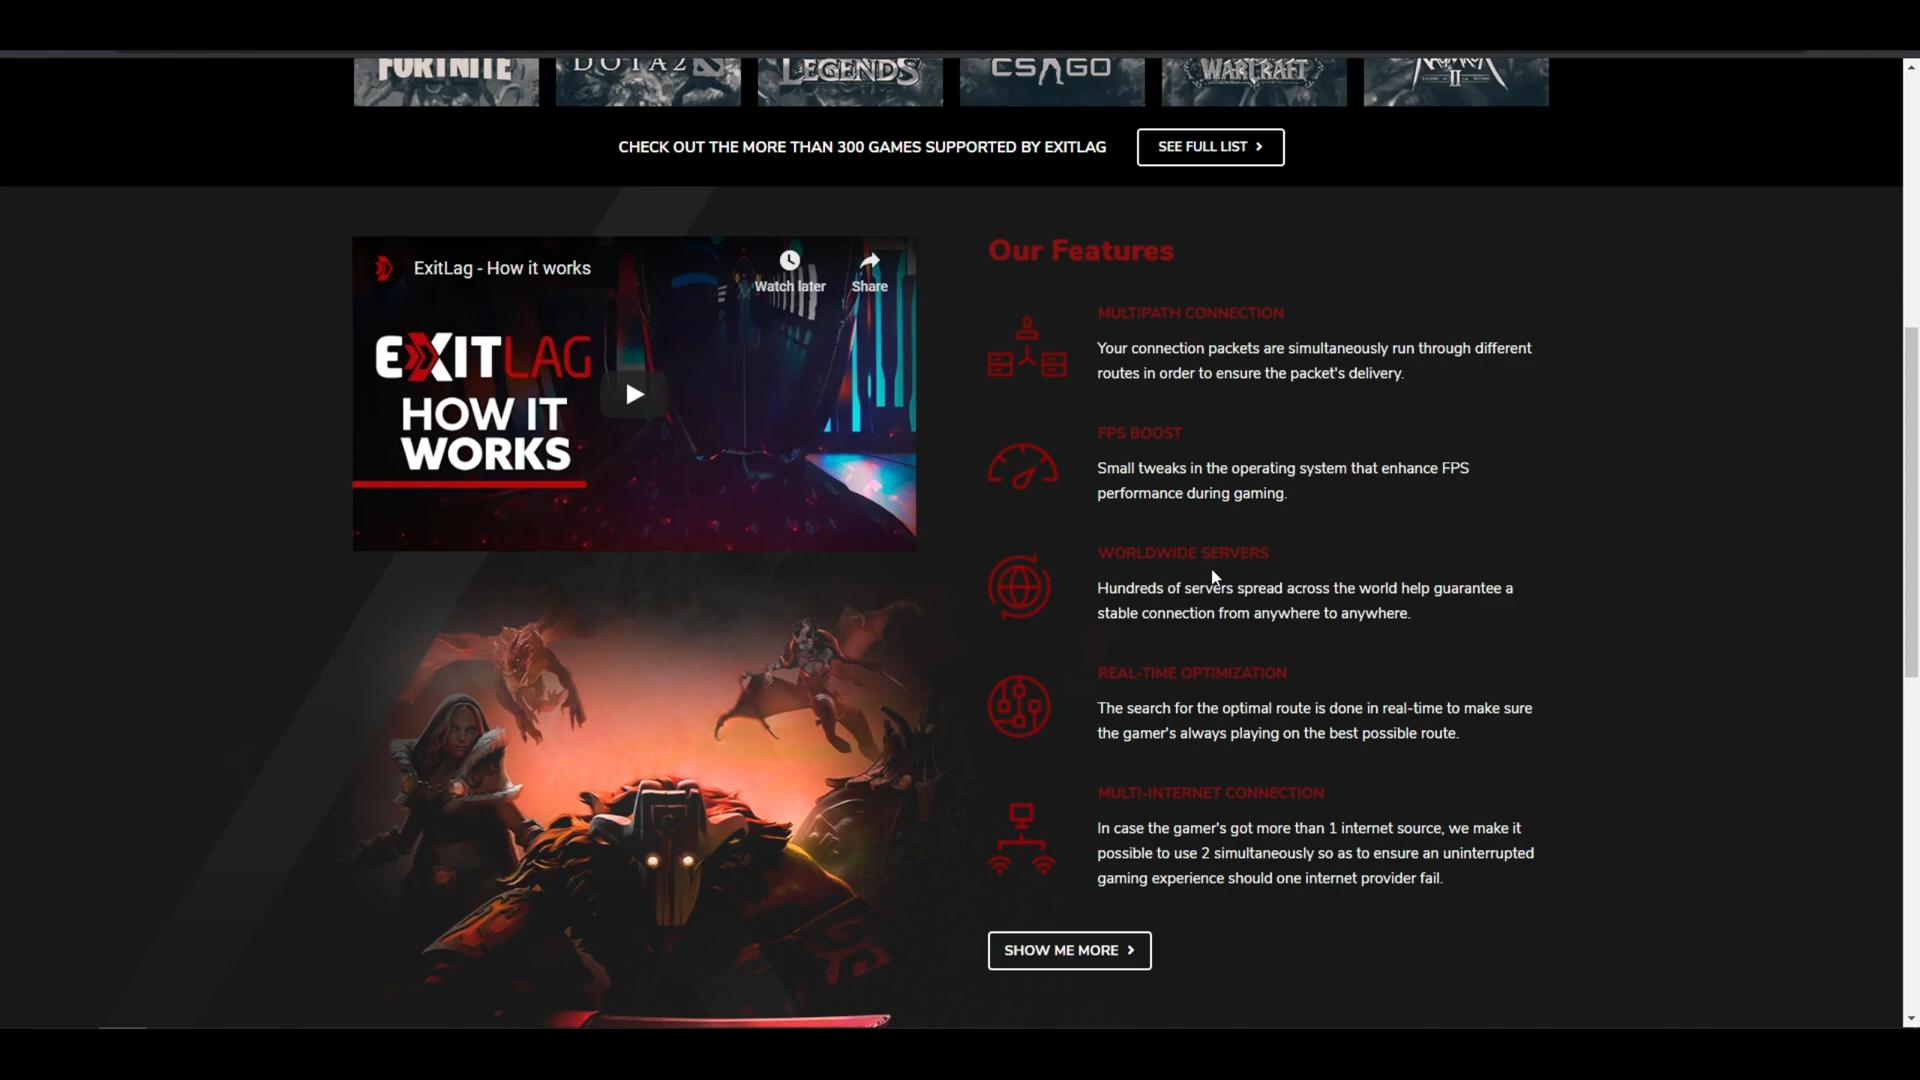 FORTNITE
DOTA 2
LEGENDS
CS GO
WARCRAFT
II
CHECK OUT THE MORE THAN 300 GAMES SUPPORTED BY EXITLAG
SEE FULL LIST
ExitLag - How it works
Watch later
Share
EXITLAG
HOW IT
WORKS
Our Features
MULTIPATH CONNECTION
Your connection packets are simultaneously run through different
routes in order to ensure the packet's delivery.
FPS BOOST
Small tweaks in the operating system that enhance FPS
performance during gaming.
WORLDWIDE SERVERS
Hundreds of servers spread across the world help guarantee a
stable connection from anywhere to anywhere.
REAL-TIME OPTIMIZATION
The search for the optimal route is done in real-time to make sure
the gamer's always playing on the best possible route.
MULTI-INTERNET CONNECTION
In case the gamer's got more than 1 internet source, we make it
possible to use 2 simultaneously so as to ensure an uninterrupted
gaming experience should one internet provider fail.
SHOW ME MORE